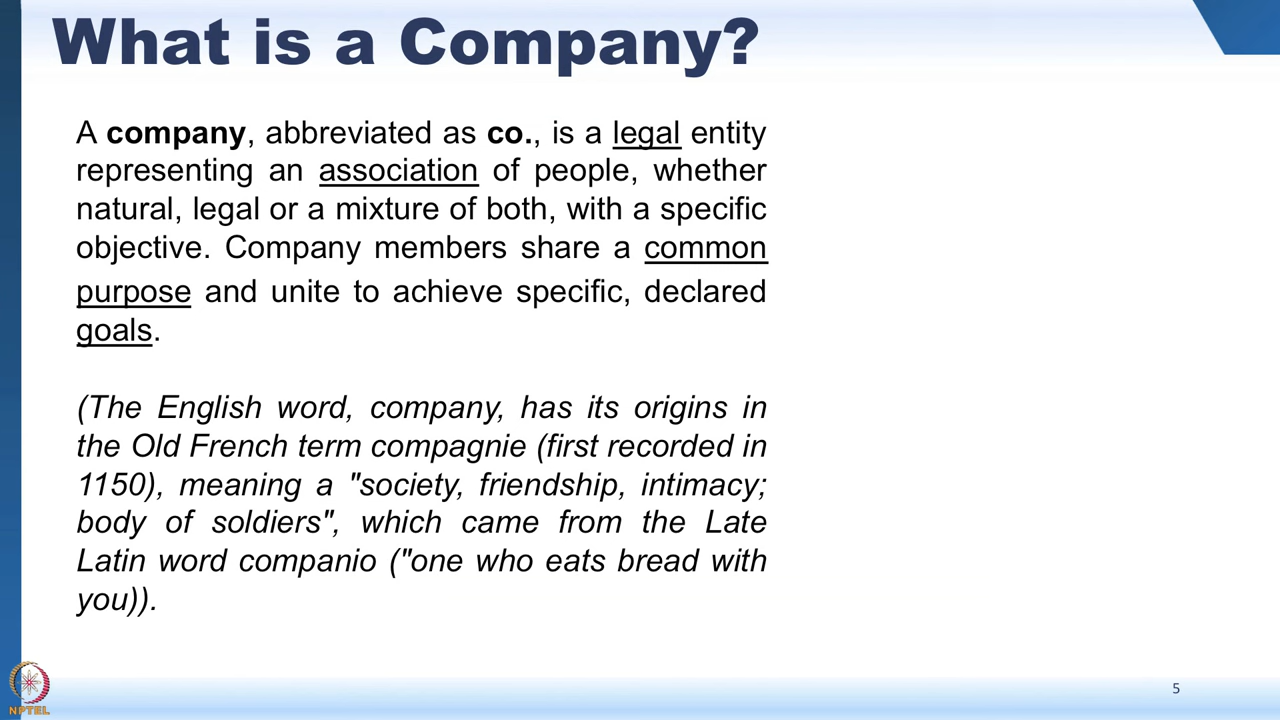 What is a Company?
A company, abbreviated as co., is a legal entity
representing an association of people, whether
natural, legal or a mixture of both, with a specific
objective. Company members share a common
purpose and unite to achieve specific, declared
goals.
(The English word, company, has its origins in
the Old French term compagnie (first recorded in
1150), meaning a "society, friendship, intimacy;
body of soldiers", which came from the Late
Latin word companio ("one who eats bread with
you)).
NPTEL
5